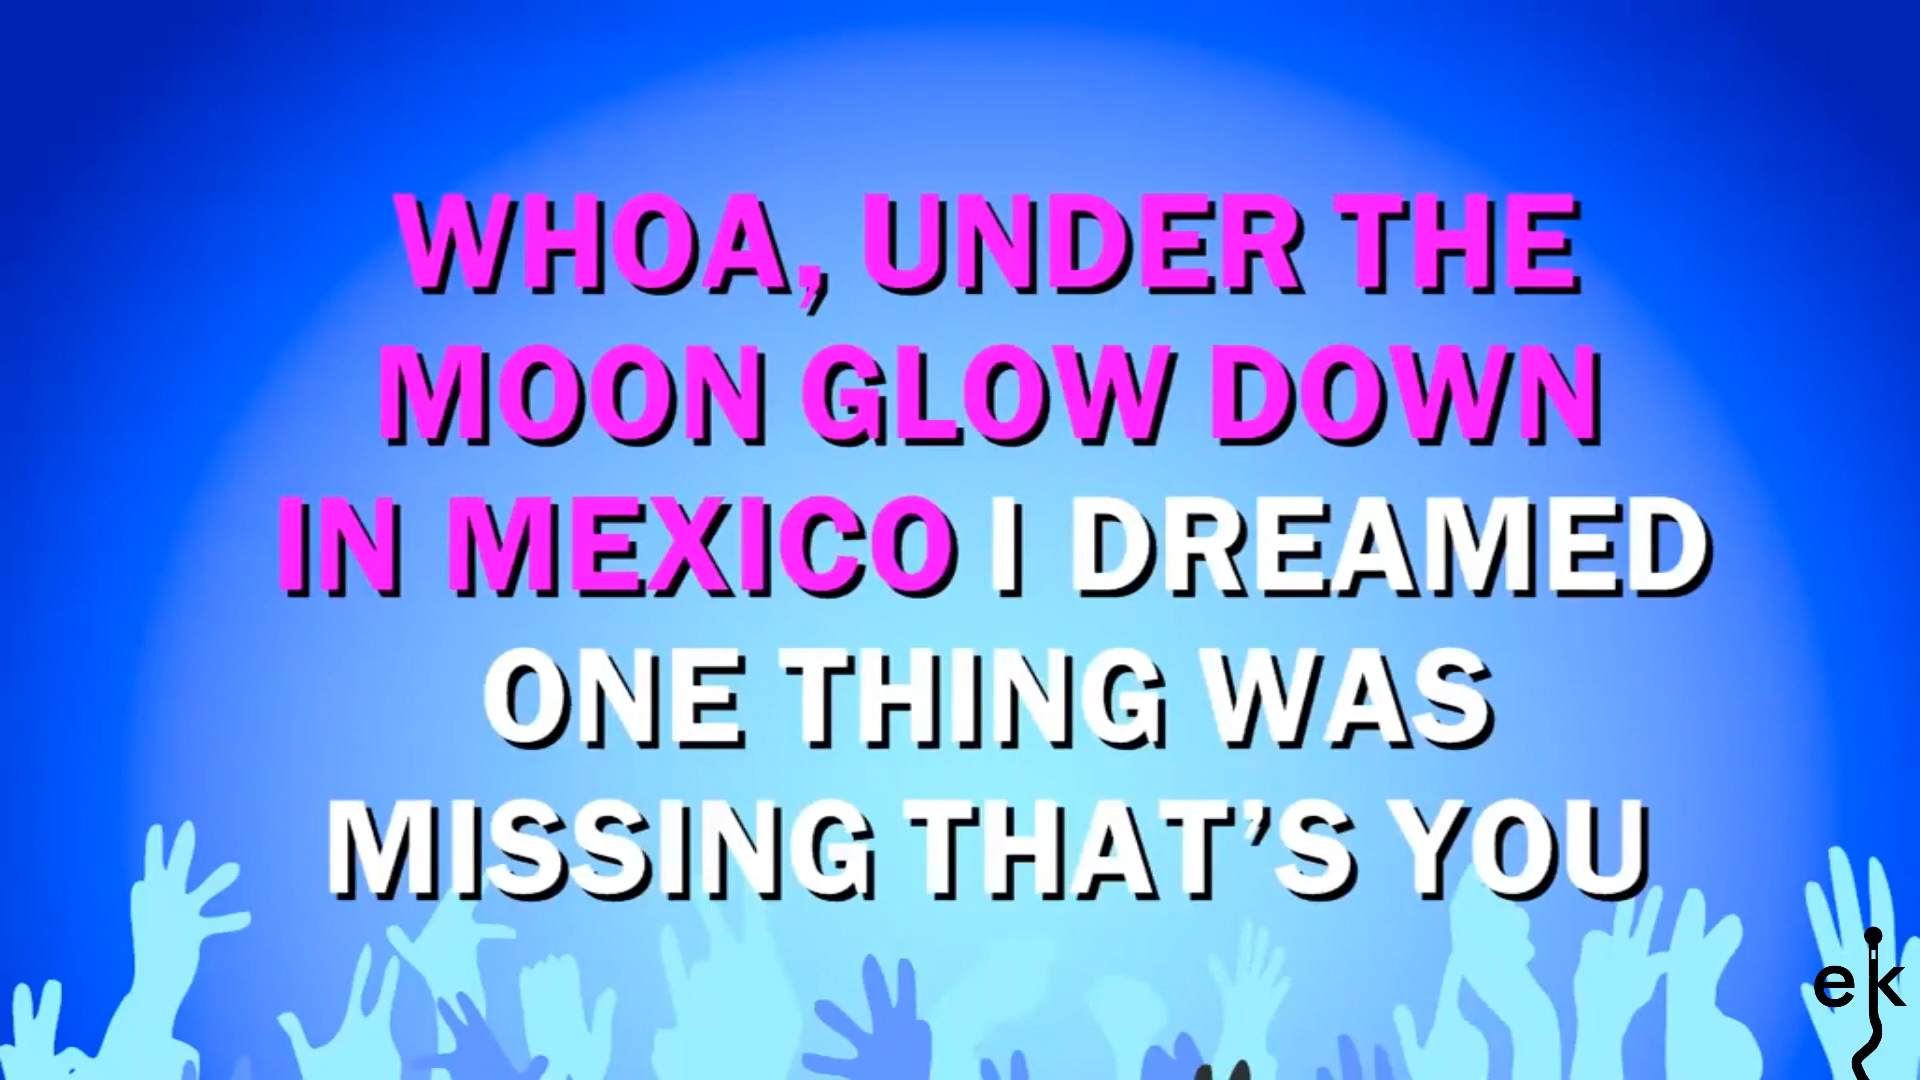 WHOA, UNDER THE
MOON GLOW DOWN
IN MEXICO I DREAMED
ONE THING WAS
MISSING THAT'S YOU
ek